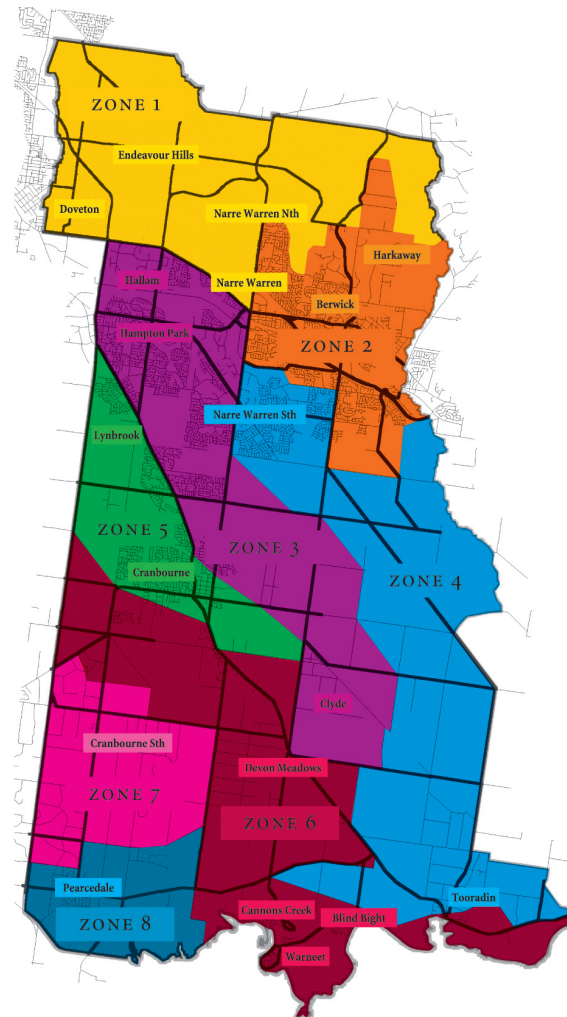 ZONE 1
Endeavour Hills
Doveton
Narre Warren Nth
Harkaway
Hallam
Narre Warren
Berwick
Hampton Park
ZONE 2
Narre Warren Sth
Lynbrook
ZONE 5
ZONE 3
ZONE 4
Cranbourne
Clyde
Cranbourne Sth
Devon Meadows
ZONE 7
ZONE 6
Pearcedale
Tooradin
Cannons Creek
Blind Bight
ZONE 8
Warneet